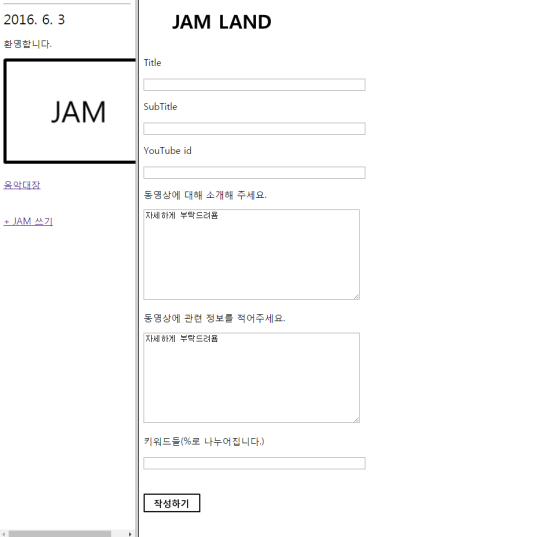 2016. 6. 3
환영합니다.
JAM
음악대장
+ JAM 쓰기
JAM LAND
Title
SubTitle
YouTube id
동영상에 대해 소개해 주세요.
자세하게 부탁드려욤
동영상에 관련 정보를 적어주세요.
자세하게 부탁드려욤
키워드들(%로 나누어집니다.)
작성하기